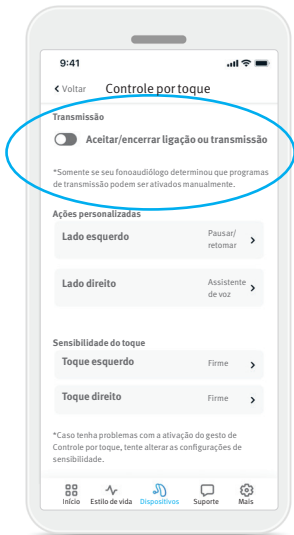 9:41
Voltar Controle por toque
Transmissão
Aceitar/encerrar ligação ou transmissão
*Somente se seu fonoaudiólogo determinou que programas
de transmissão podem ser ativados manualmente.
Ações personalizadas
Lado esquerdo Pausar/
retomar
Lado direito Assistente
de voz
Sensibilidade do toque
Toque esquerdo Firme
Toque direito Firme
*Caso tenha problemas com a ativação do gesto de
Controle por toque, tente alterar as configurações de
sensibilidade.
Início Estilo de vida Dispositivos Suporte Mais